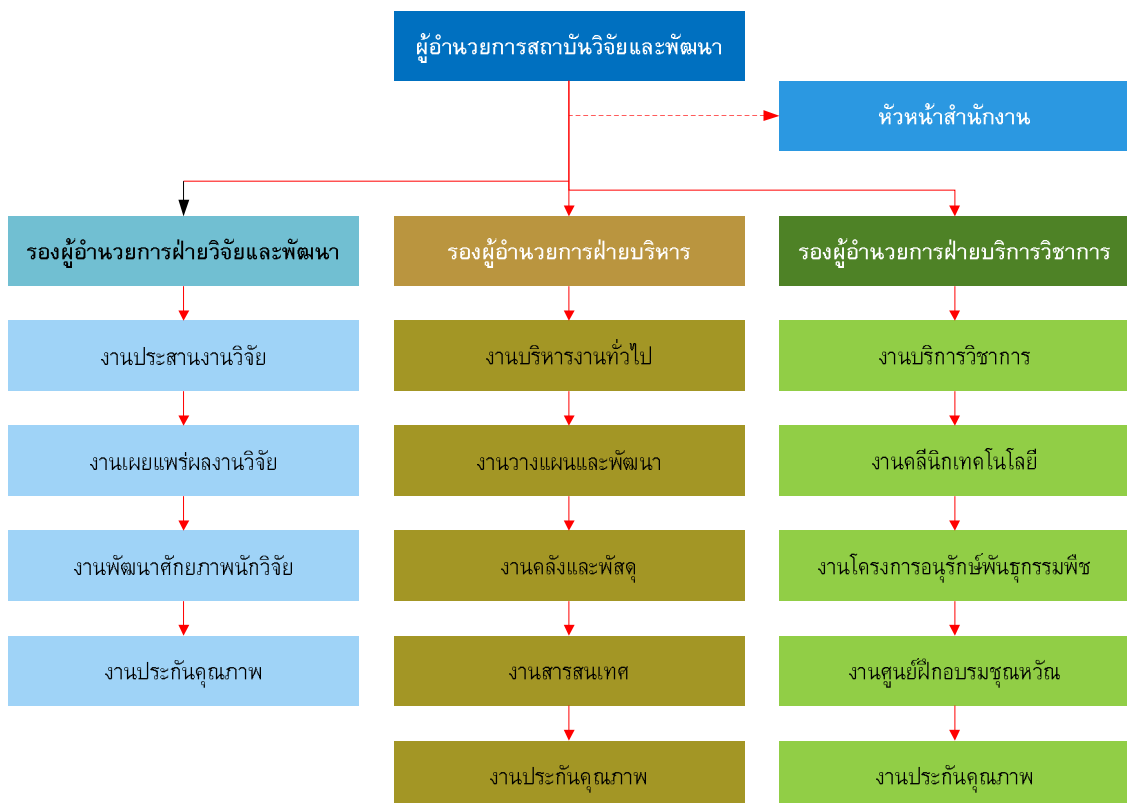 ผู้อำนวยการสถาบันวิจัยและพัฒนา
หัวหน้าสำนักงาน
รองผู้อำนวยการฝ่ายวิจัยและพัฒนา
รองผู้อำนวยการฝ่ายบริหาร
รองผู้อำนวยการฝ่ายบริการวิชาการ
งานประสานงานวิจัย
งานบริหารงานทั่วไป
งานบริการวิชาการ
งานเผยแพร่ผลงานวิจัย
งานวางแผนและพัฒนา
งานคลีนิกเทคโนโลยี
งานพัฒนาศักยภาพนักวิจัย
งานคลังและพัสดุ
งานโครงการอนุรักษ์พันธุกรรมพืช
งานประกันคุณภาพ
งานสารสนเทศ
งานศูนย์ฝึกอบรมชุณหวัณ
งานประกันคุณภาพ
งานประกันคุณภาพ